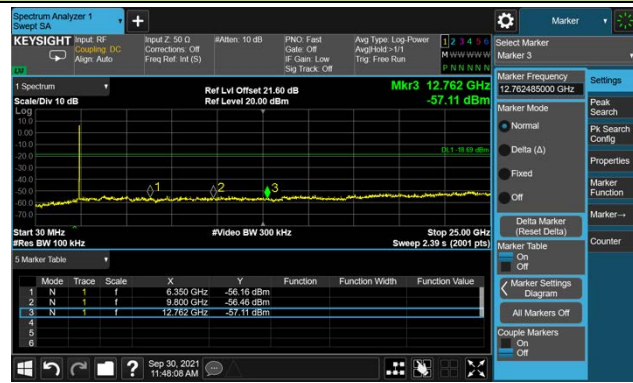 Spectrum Analyzer 1
Swept SA
+
Marker
KEYSIGHT
Input: RF
Coupling: DC
Align: Auto
Input Z: 50 Ω
Corrections: Off
Freq Ref: Int (S)
#Atten: 10 dB
PNO: Fast
Gate: Off
IF Gain: Low
Sig Track: Off
Avg Type: Log-Power
Avg|Hold:>1/1
Trig: Free Run
1 2 3 4 5 6
M W W W W W
P N N N N N
LV
Select Marker
Marker 3
1 Spectrum
Scale/Div 10 dB
Ref Lvl Offset 21.60 dB
Ref Level 20.00 dBm
Mkr3 12.762 GHz
-57.11 dBm
Log
10.0
0.00
-10.0
-20.0
-30.0
-40.0
-50.0
-60.0
-70.0
DL1 -18.69 dBm
1
2
3
Start 30 MHz
#Res BW 100 kHz
#Video BW 300 kHz
Stop 25.00 GHz
Sweep 2.39 s (2001 pts)
5 Marker Table
Mode Trace Scale X Y Function Function Width Function Value
1 N 1 f 6.350 GHz -56.16 dBm
2 N 1 f 9.800 GHz -56.46 dBm
3 N 1 f 12.762 GHz -57.11 dBm
4
5
6
Marker Frequency
12.762485000 GHz
Marker Mode
Normal
Delta (Δ)
Fixed
Off
Delta Marker
(Reset Delta)
Marker Table
On
Off
Marker Settings
Diagram
All Markers Off
Couple Markers
On
Off
Settings
Peak
Search
Pk Search
Config
Properties
Marker
Function
Marker→
Counter
?
Sep 30, 2021
11:48:08 AM